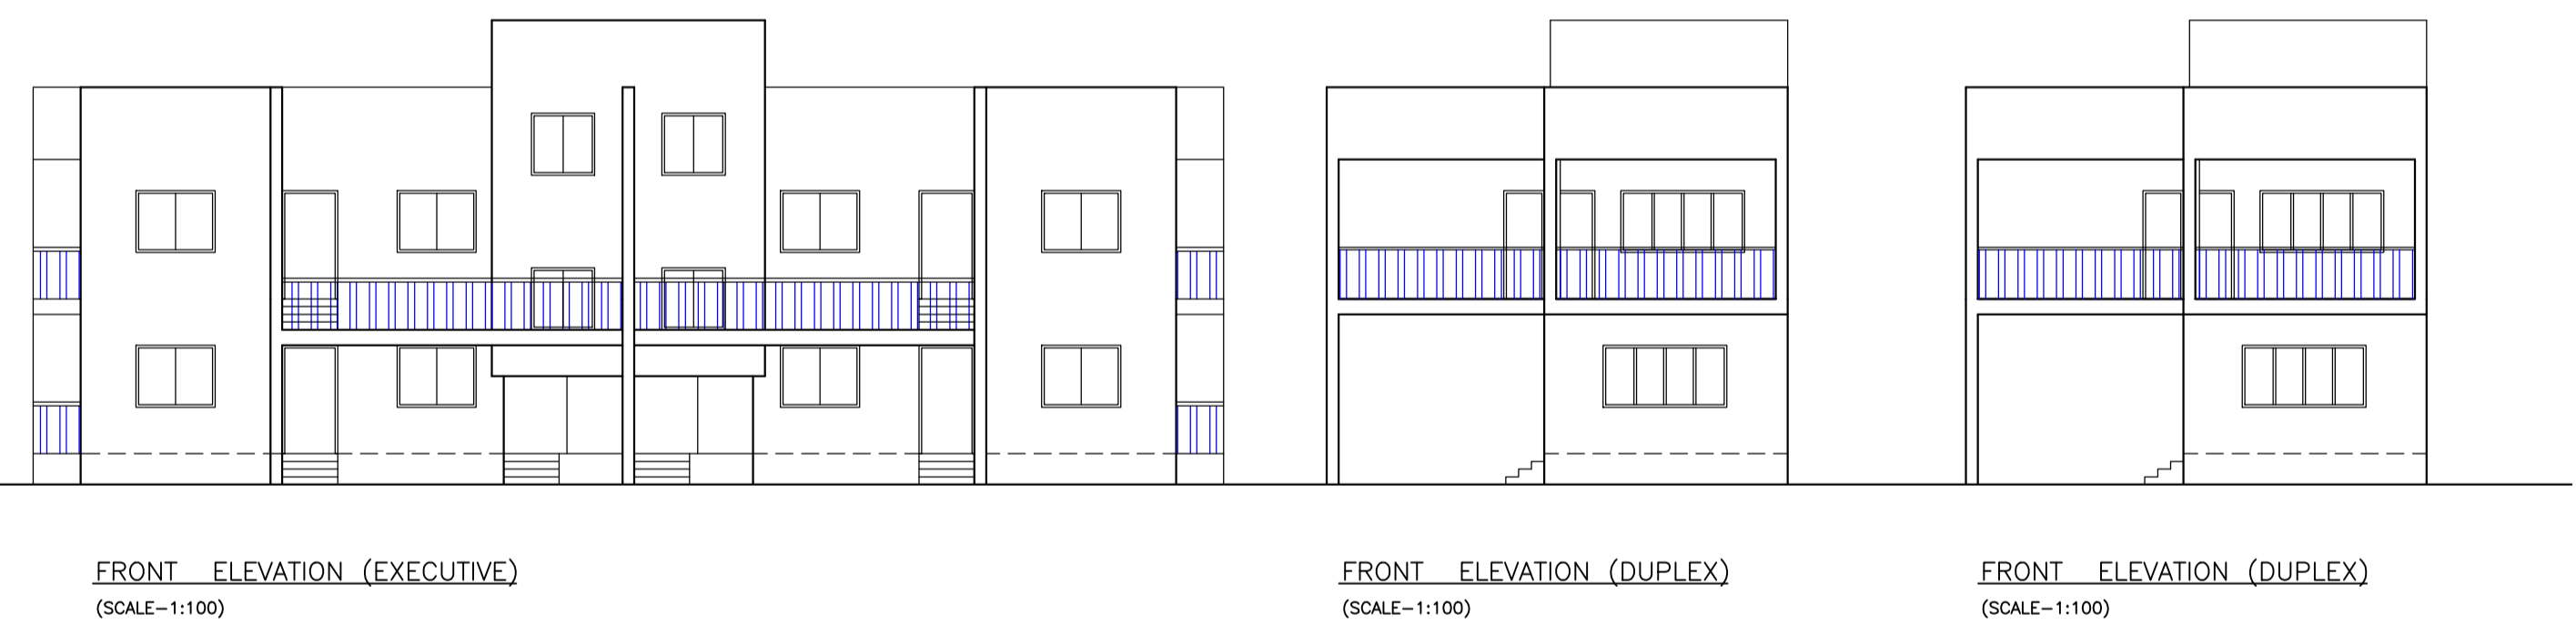 FRONT ELEVATION (EXECUTIVE)
(SCALE-1:100)
FRONT ELEVATION (DUPLEX)
(SCALE-1:100)
FRONT ELEVATION (DUPLEX)
(SCALE-1:100)